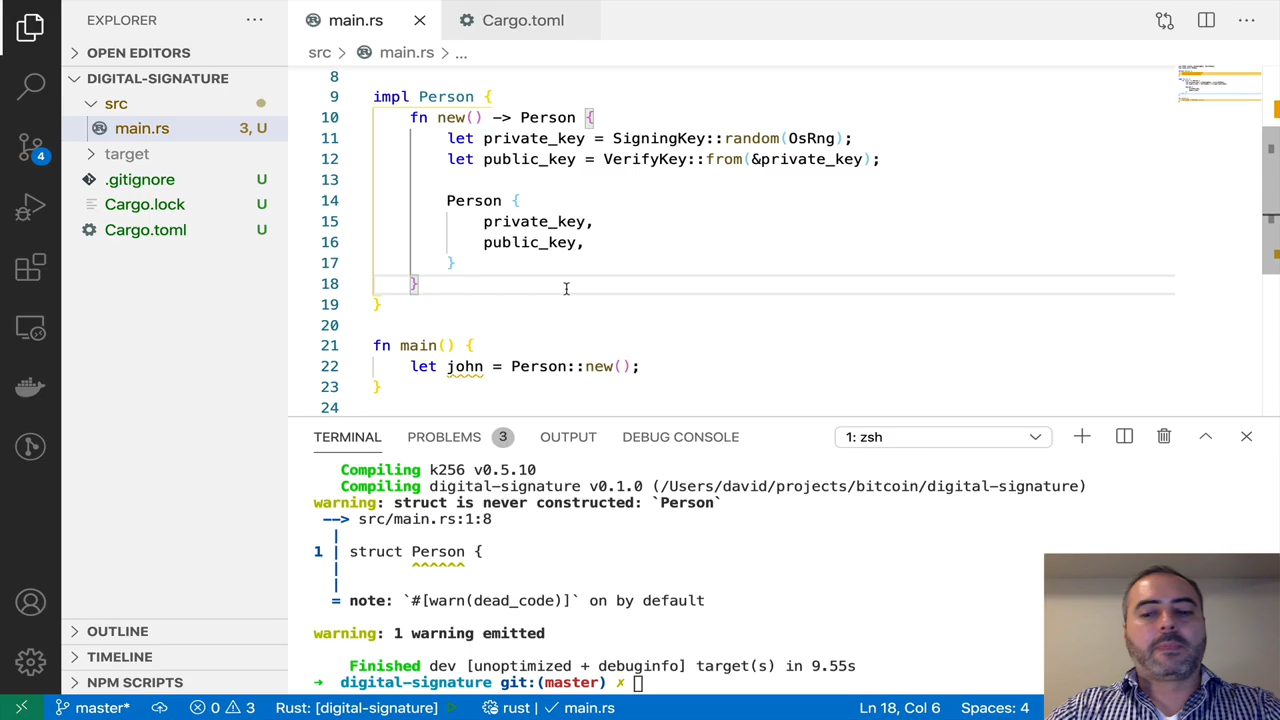 EXPLORER
OPEN EDITORS
DIGITAL-SIGNATURE
src
main.rs 3, U
target
.gitignore U
Cargo.lock U
Cargo.toml U
OUTLINE
TIMELINE
NPM SCRIPTS
4
main.rs
Cargo.toml
src > main.rs > ...
8
9 impl Person {
10 fn new() -> Person {
11 let private_key = SigningKey::random(OsRng);
12 let public_key = VerifyKey::from(&private_key);
13
14 Person {
15 private_key,
16 public_key,
17 }
18 }
19 }
20
21 fn main() {
22 let john = Person::new();
23 }
24
TERMINAL PROBLEMS 3 OUTPUT DEBUG CONSOLE 1: zsh
Compiling k256 v0.5.10
Compiling digital-signature v0.1.0 (/Users/david/projects/bitcoin/digital-signature)
warning: struct is never constructed: `Person`
--> src/main.rs:1:8
|
1 | struct Person {
| ^^^^^^
|
= note: `#[warn(dead_code)]` on by default
warning: 1 warning emitted
Finished dev [unoptimized + debuginfo] target(s) in 9.55s
→ digital-signature git:(master) ✗
master* 0 3 Rust: [digital-signature] rust | ✓ main.rs Ln 18, Col 6 Spaces: 4